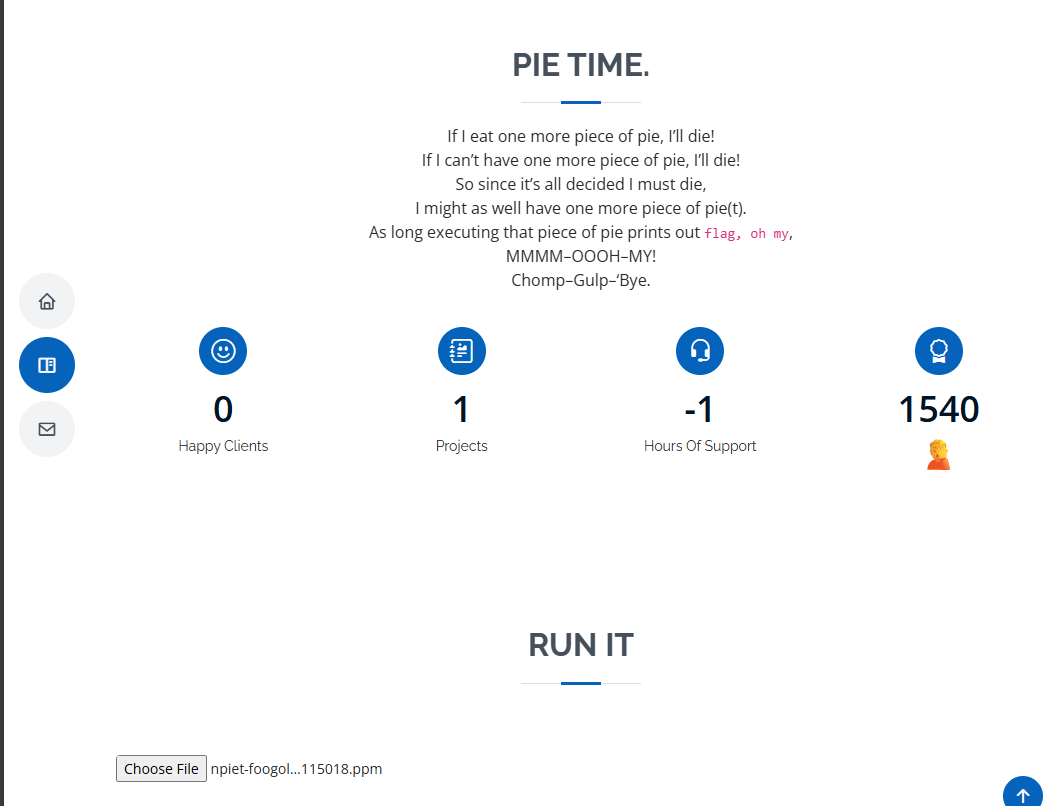 PIE TIME.
If I eat one more piece of pie, I’ll die!
If I can’t have one more piece of pie, I’ll die!
So since it’s all decided I must die,
I might as well have one more piece of pie(t).
As long executing that piece of pie prints out flag, oh my,
MMMM–OOOH–MY!
Chomp–Gulp–‘Bye.
0
Happy Clients
1
Projects
-1
Hours Of Support
1540
RUN IT
Choose File npiet-foogol...115018.ppm